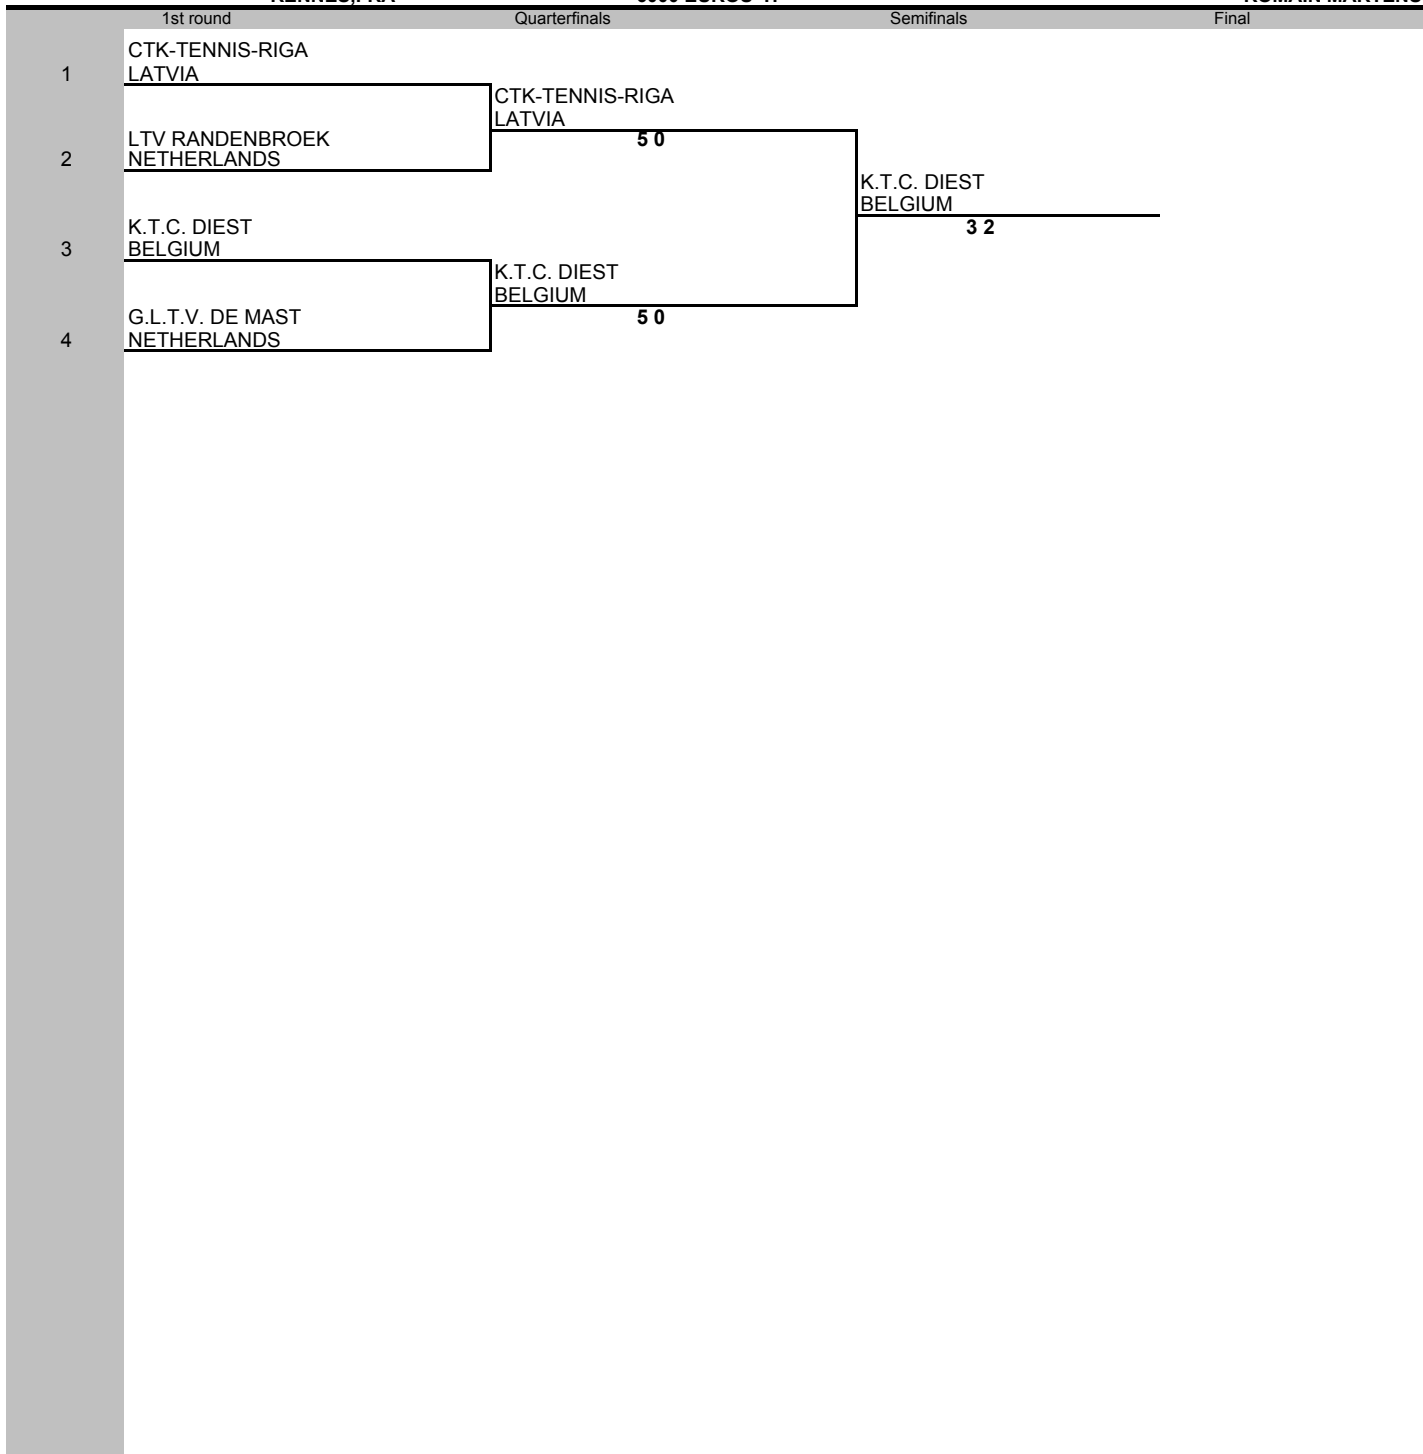 1st round Quarterfinals Semifinals Final
CTK-TENNIS-RIGA
1 LATVIA
CTK-TENNIS-RIGA
LATVIA
5 0
LTV RANDENBROEK
2 NETHERLANDS
K.T.C. DIEST
BELGIUM
3 2
K.T.C. DIEST
3 BELGIUM
K.T.C. DIEST
BELGIUM
5 0
G.L.T.V. DE MAST
4 NETHERLANDS